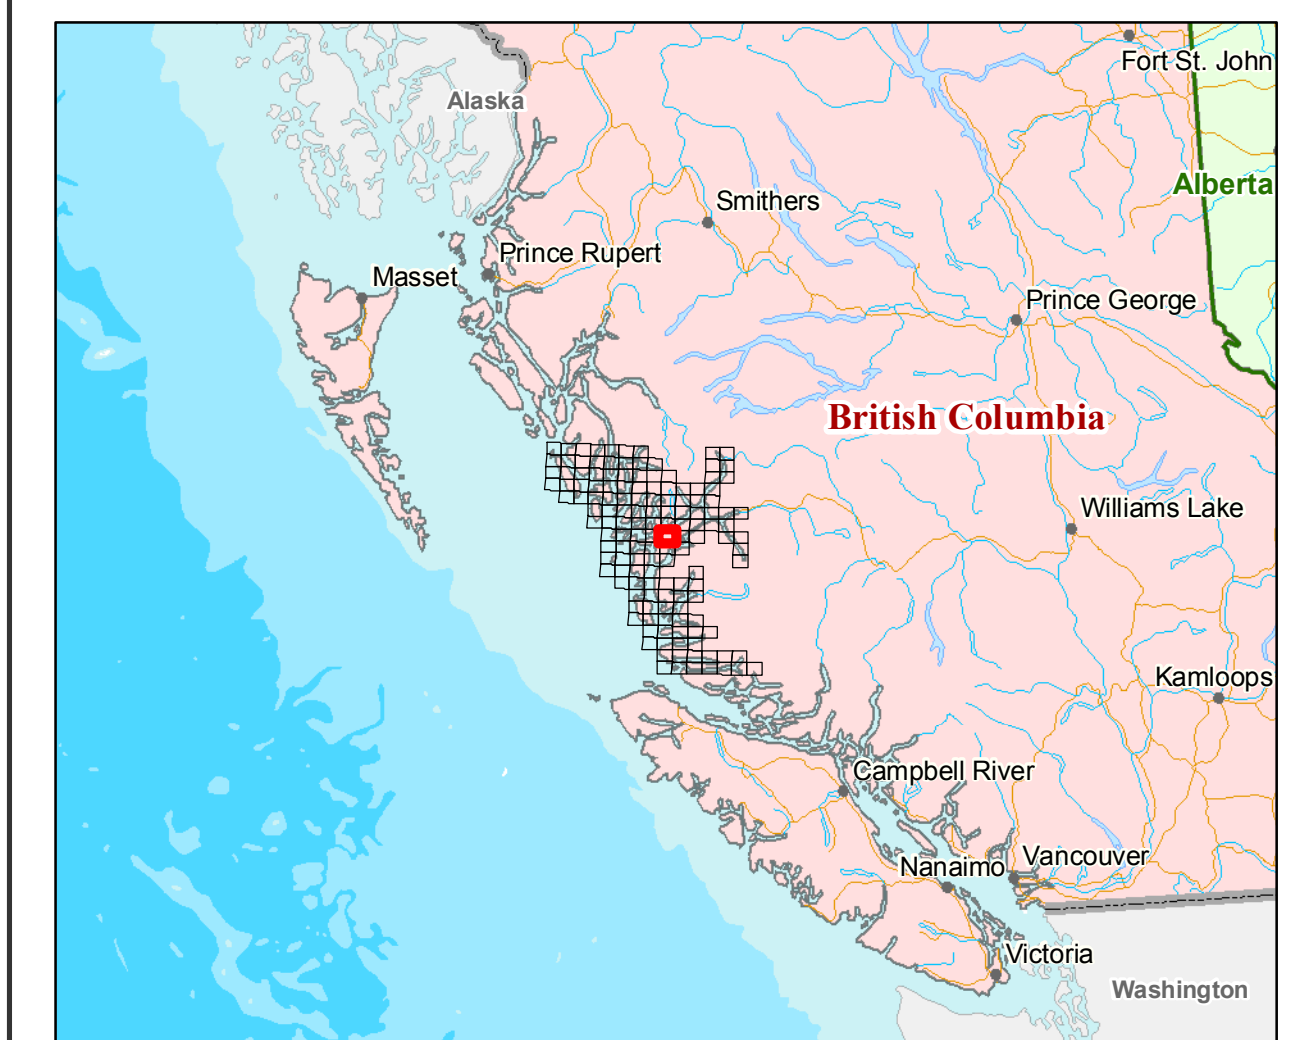 Fort St. John
Alaska
Alberta
Smithers
Prince Rupert
Masset
Prince George
British Columbia
Williams Lake
Kamloops
Campbell River
Vancouver
Nanaimo
Victoria
Washington